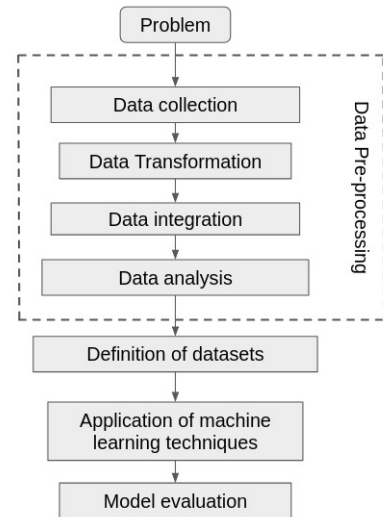 Problem
Data collection
Data Transformation
Data integration
Data analysis
Data Pre-processing
Definition of datasets
Application of machine
learning techniques
Model evaluation